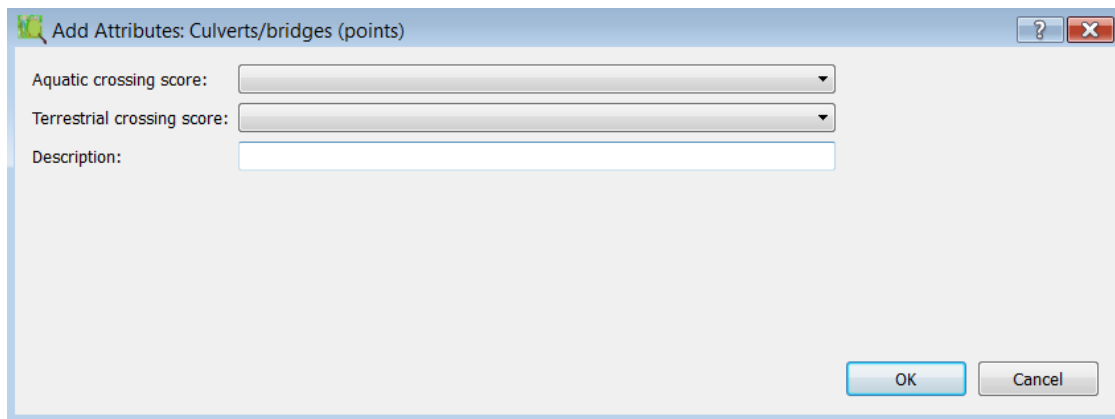 Add Attributes: Culverts/bridges (points)
Aquatic crossing score:
Terrestrial crossing score:
Description:
OK Cancel